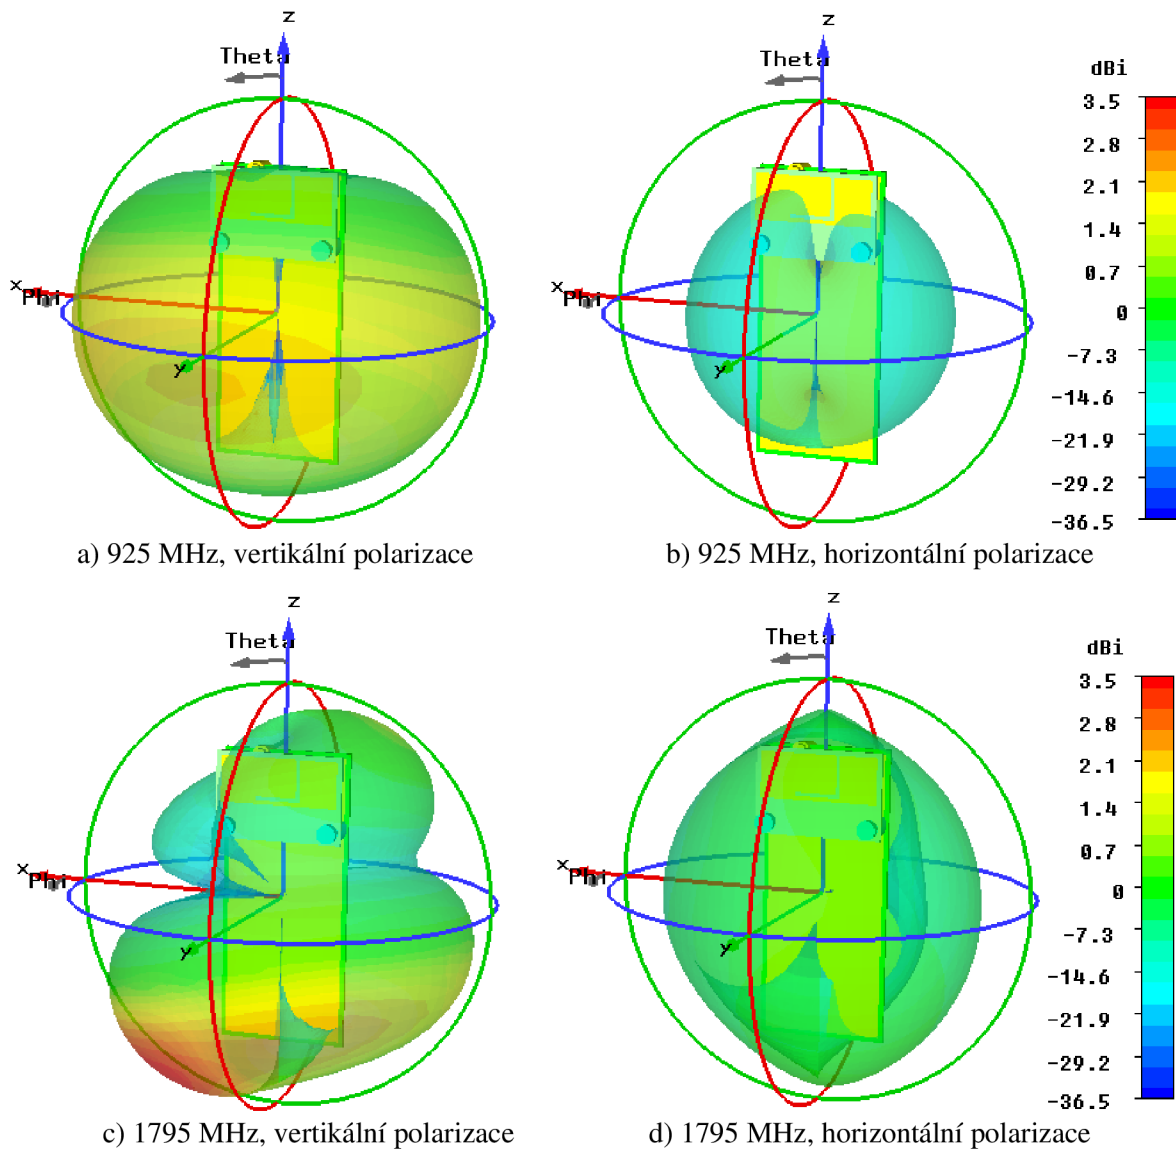 z
Theta
x
Phi
y
a) 925 MHz, vertikální polarizace
z
Theta
x
Phi
y
b) 925 MHz, horizontální polarizace
dBi
3.5
2.8
2.1
1.4
0.7
0
-7.3
-14.6
-21.9
-29.2
-36.5
z
Theta
x
Phi
y
c) 1795 MHz, vertikální polarizace
z
Theta
x
Phi
y
d) 1795 MHz, horizontální polarizace
dBi
3.5
2.8
2.1
1.4
0.7
0
-7.3
-14.6
-21.9
-29.2
-36.5